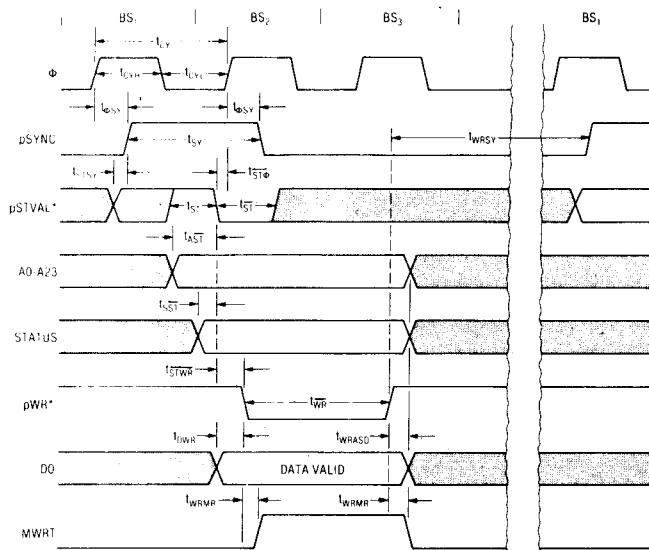 BS₁ BS₂ BS₃ BS₁
tCY
Φ tCYH tCYL
tΦSY tΦSY
pSYNC tSY tWRSY
tSTSY tSTΦ
pSTVAL* tST tST
tAST
A0-A23
tSST
STATUS
tSTWR
pWR* tWR
tDWR tWRASD
DO DATA VALID
tWRMR tWRMR
MWRT